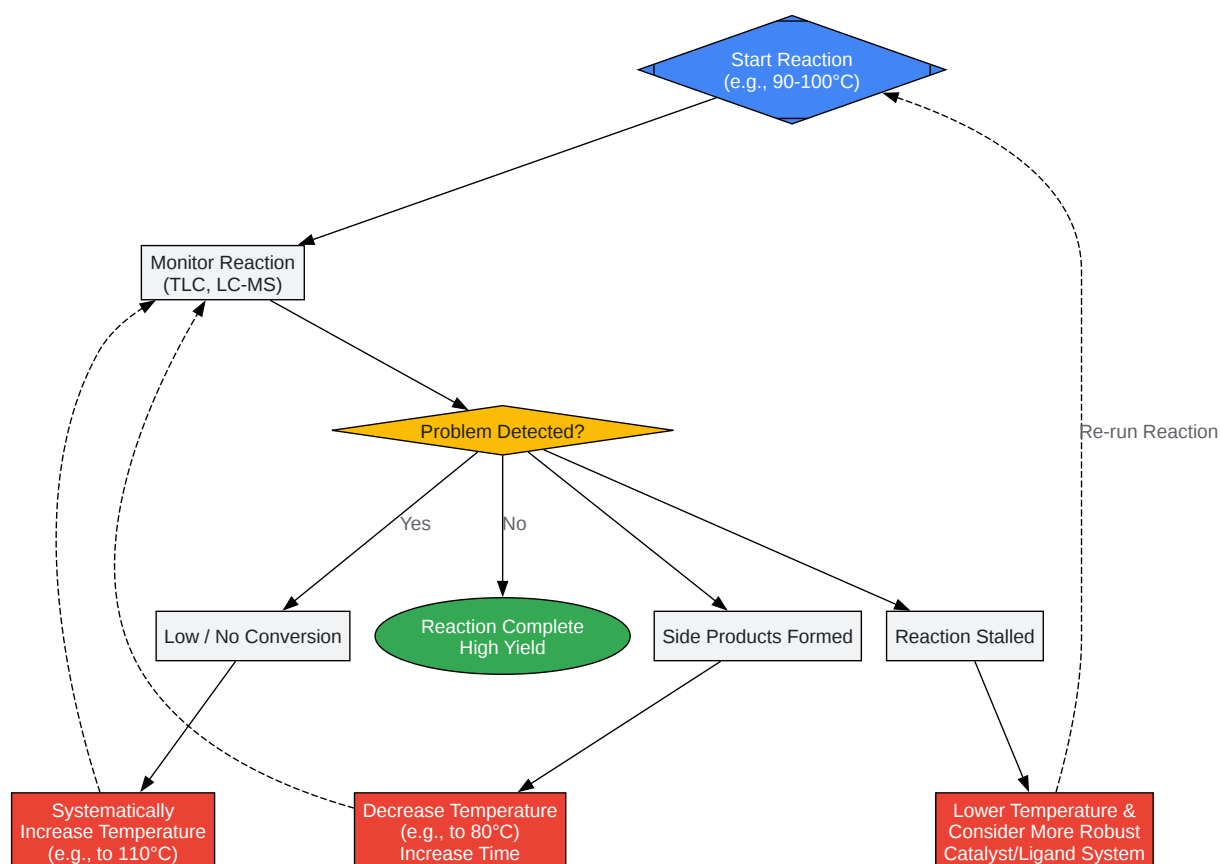 Start Reaction
(e.g., 90-100°C)
Monitor Reaction
(TLC, LC-MS)
Problem Detected?
Re-run Reaction
Yes
No
Low / No Conversion
Reaction Complete
High Yield
Side Products Formed
Reaction Stalled
Systematically
Increase Temperature
(e.g., to 110°C)
Decrease Temperature
(e.g., to 80°C)
Increase Time
Lower Temperature &
Consider More Robust
Catalyst/Ligand System